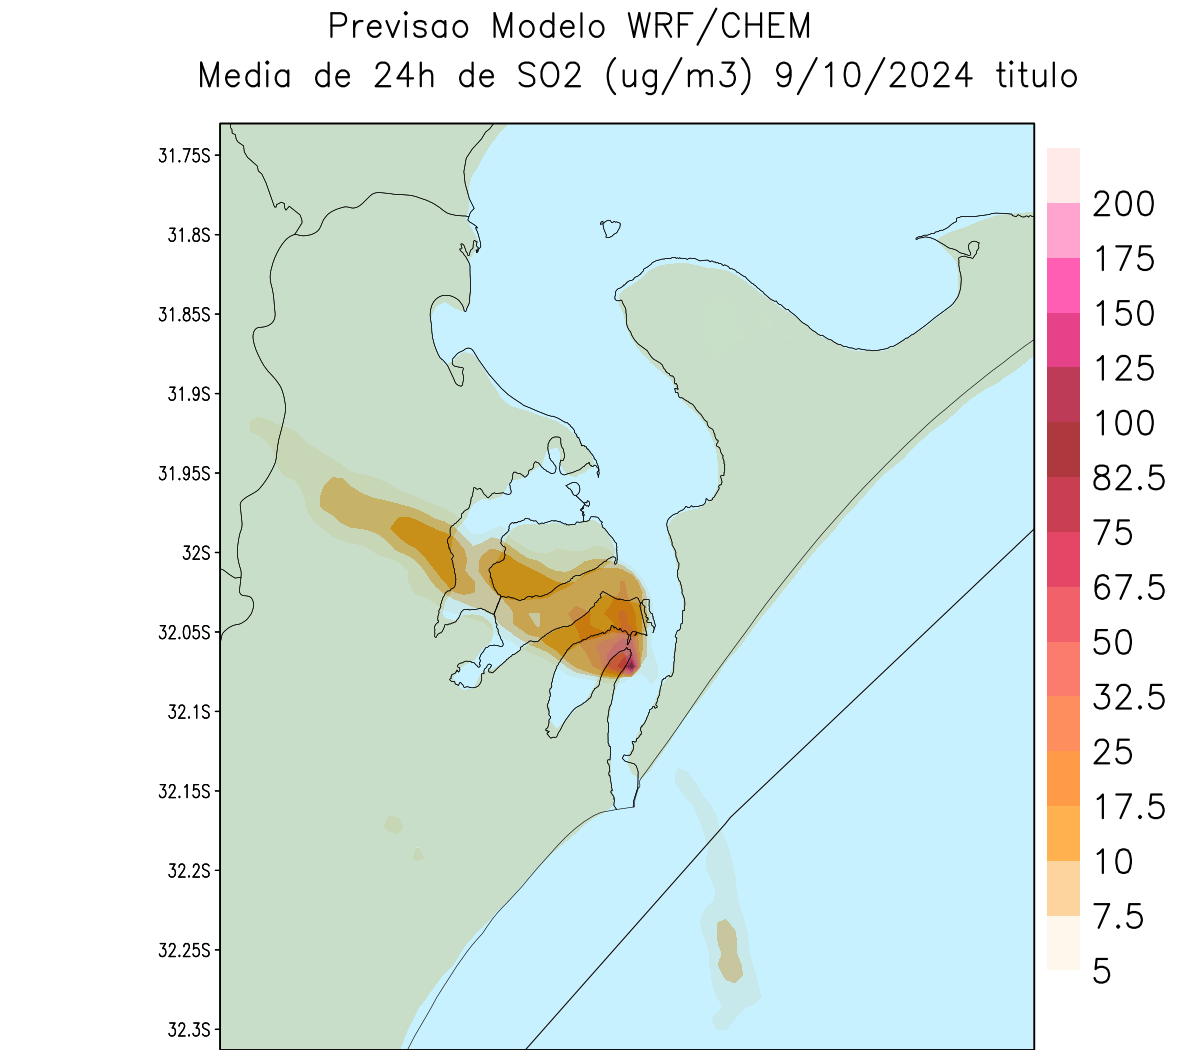 Previsao Modelo WRF/CHEM
Media de 24h de SO2 (ug/m3) 9/10/2024 titulo
31.75S
31.8S
31.85S
31.9S
31.95S
32S
32.05S
32.1S
32.15S
32.2S
32.25S
32.3S
200
175
150
125
100
82.5
75
67.5
50
32.5
25
17.5
10
7.5
5